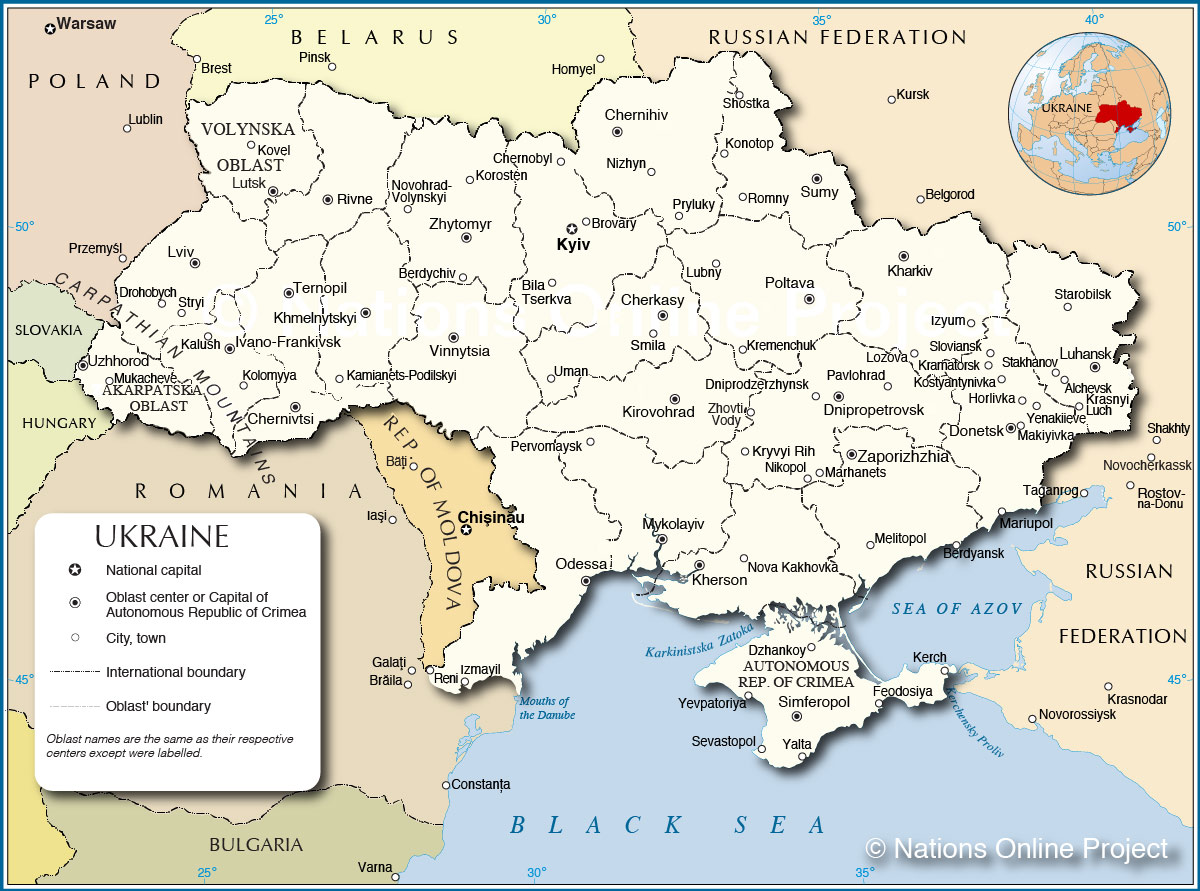 25°
30°
35°
40°
Warsaw
BELARUS
RUSSIAN FEDERATION
Brest
Pinsk
Homyel
POLAND
Lublin
Kursk
Shostka
UKRAINE
VOLYNSKA
OBLAST
Kovel
Lutsk
Chernihiv
Chernobyl
Korosten
Nizhyn
Konotop
Rivne
Novohrad-
Volynskyi
Sumy
Romny
Pryluky
Belgorod
50°
50°
Zhytomyr
Brovary
Kyiv
Przemyśl
Lviv
Kharkiv
Berdychiv
Bila
Tserkva
Lubny
Poltava
CARPATHIAN MOUNTAINS
Drohobych
Stryi
Ternopil
Khmelnytskyi
Cherkasy
Starobilsk
© Nations Online Project
SLOVAKIA
Kalush
Ivano-Frankivsk
Vinnytsia
Smila
Kremenchuk
Izyum
Lozova
Sloviansk
Kramatorsk
Stakhanov
Luhansk
Uzhhorod
Mukacheve
AKARPATSKA
OBLAST
Kolomyya
Kamianets-Podilskyi
Uman
Dniprodzerzhynsk
Pavlohrad
Kostyantynivka
Alchevsk
Krasnyi
Luch
Chernivtsi
Kirovohrad
Zhovti
Vody
Dnipropetrovsk
Horlivka
Yenakiieve
HUNGARY
Donetsk
Makiyivka
Shakhty
REP. OF MOLDOVA
Pervomaysk
Kryvyi Rih
Nikopol
Zaporizhzhia
Marhanets
Novocherkassk
Bălţi
ROMANIA
Taganrog
Rostov-
na-Donu
Iaşi
Chişinău
Mykolayiv
Mariupol
Melitopol
Berdyansk
Odessa
Kherson
Nova Kakhovka
RUSSIAN
FEDERATION
SEA OF AZOV
Karkinistska Zatoka
Dzhankoy
AUTONOMOUS
REP. OF CRIMEA
Kerch
Galaţi
Brăila
Reni
Izmayil
45°
45°
Mouths of
the Danube
Yevpatoriya
Simferopol
Feodosiya
Kerchensky Proliv
Krasnodar
Novorossiysk
Sevastopol
Yalta
Constanţa
BLACK SEA
BULGARIA
Varna
25°
30°
35°
UKRAINE
National capital
Oblast center or Capital of
Autonomous Republic of Crimea
City, town
International boundary
Oblast' boundary
Oblast names are the same as their respective
centers except were labelled.
© Nations Online Project